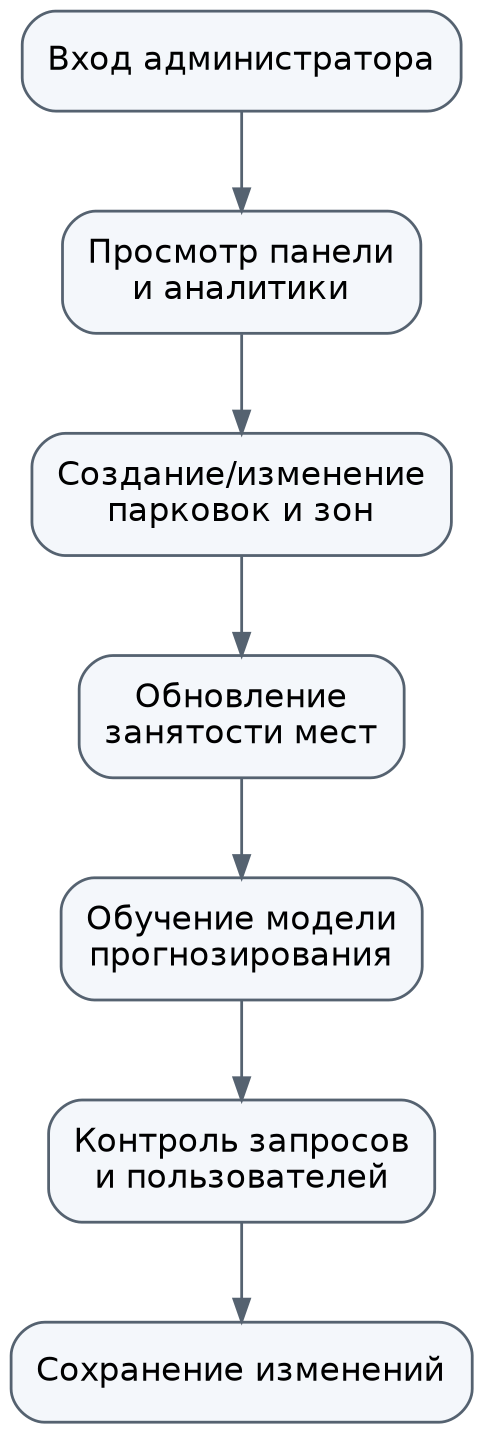 Вход администратора
Просмотр панели
и аналитики
Создание/изменение
парковок и зон
Обновление
занятости мест
Обучение модели
прогнозирования
Контроль запросов
и пользователей
Сохранение изменений